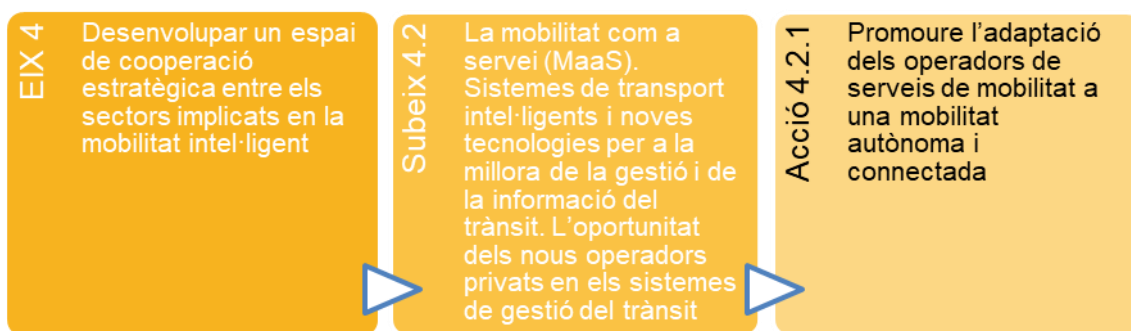 EIX 4
Desenvolupar un espai
de cooperació
estratègica entre els
sectors implicats en la
mobilitat intel·ligent
Subeix 4.2
La mobilitat com a
servei (MaaS).
Sistemes de transport
intel·ligents i noves
tecnologies per a la
millora de la gestió i de
la informació del
trànsit. L’oportunitat
dels nous operadors
privats en els sistemes
de gestió del trànsit
Acció 4.2.1
Promoure l’adaptació
dels operadors de
serveis de mobilitat a
una mobilitat
autònoma i
connectada